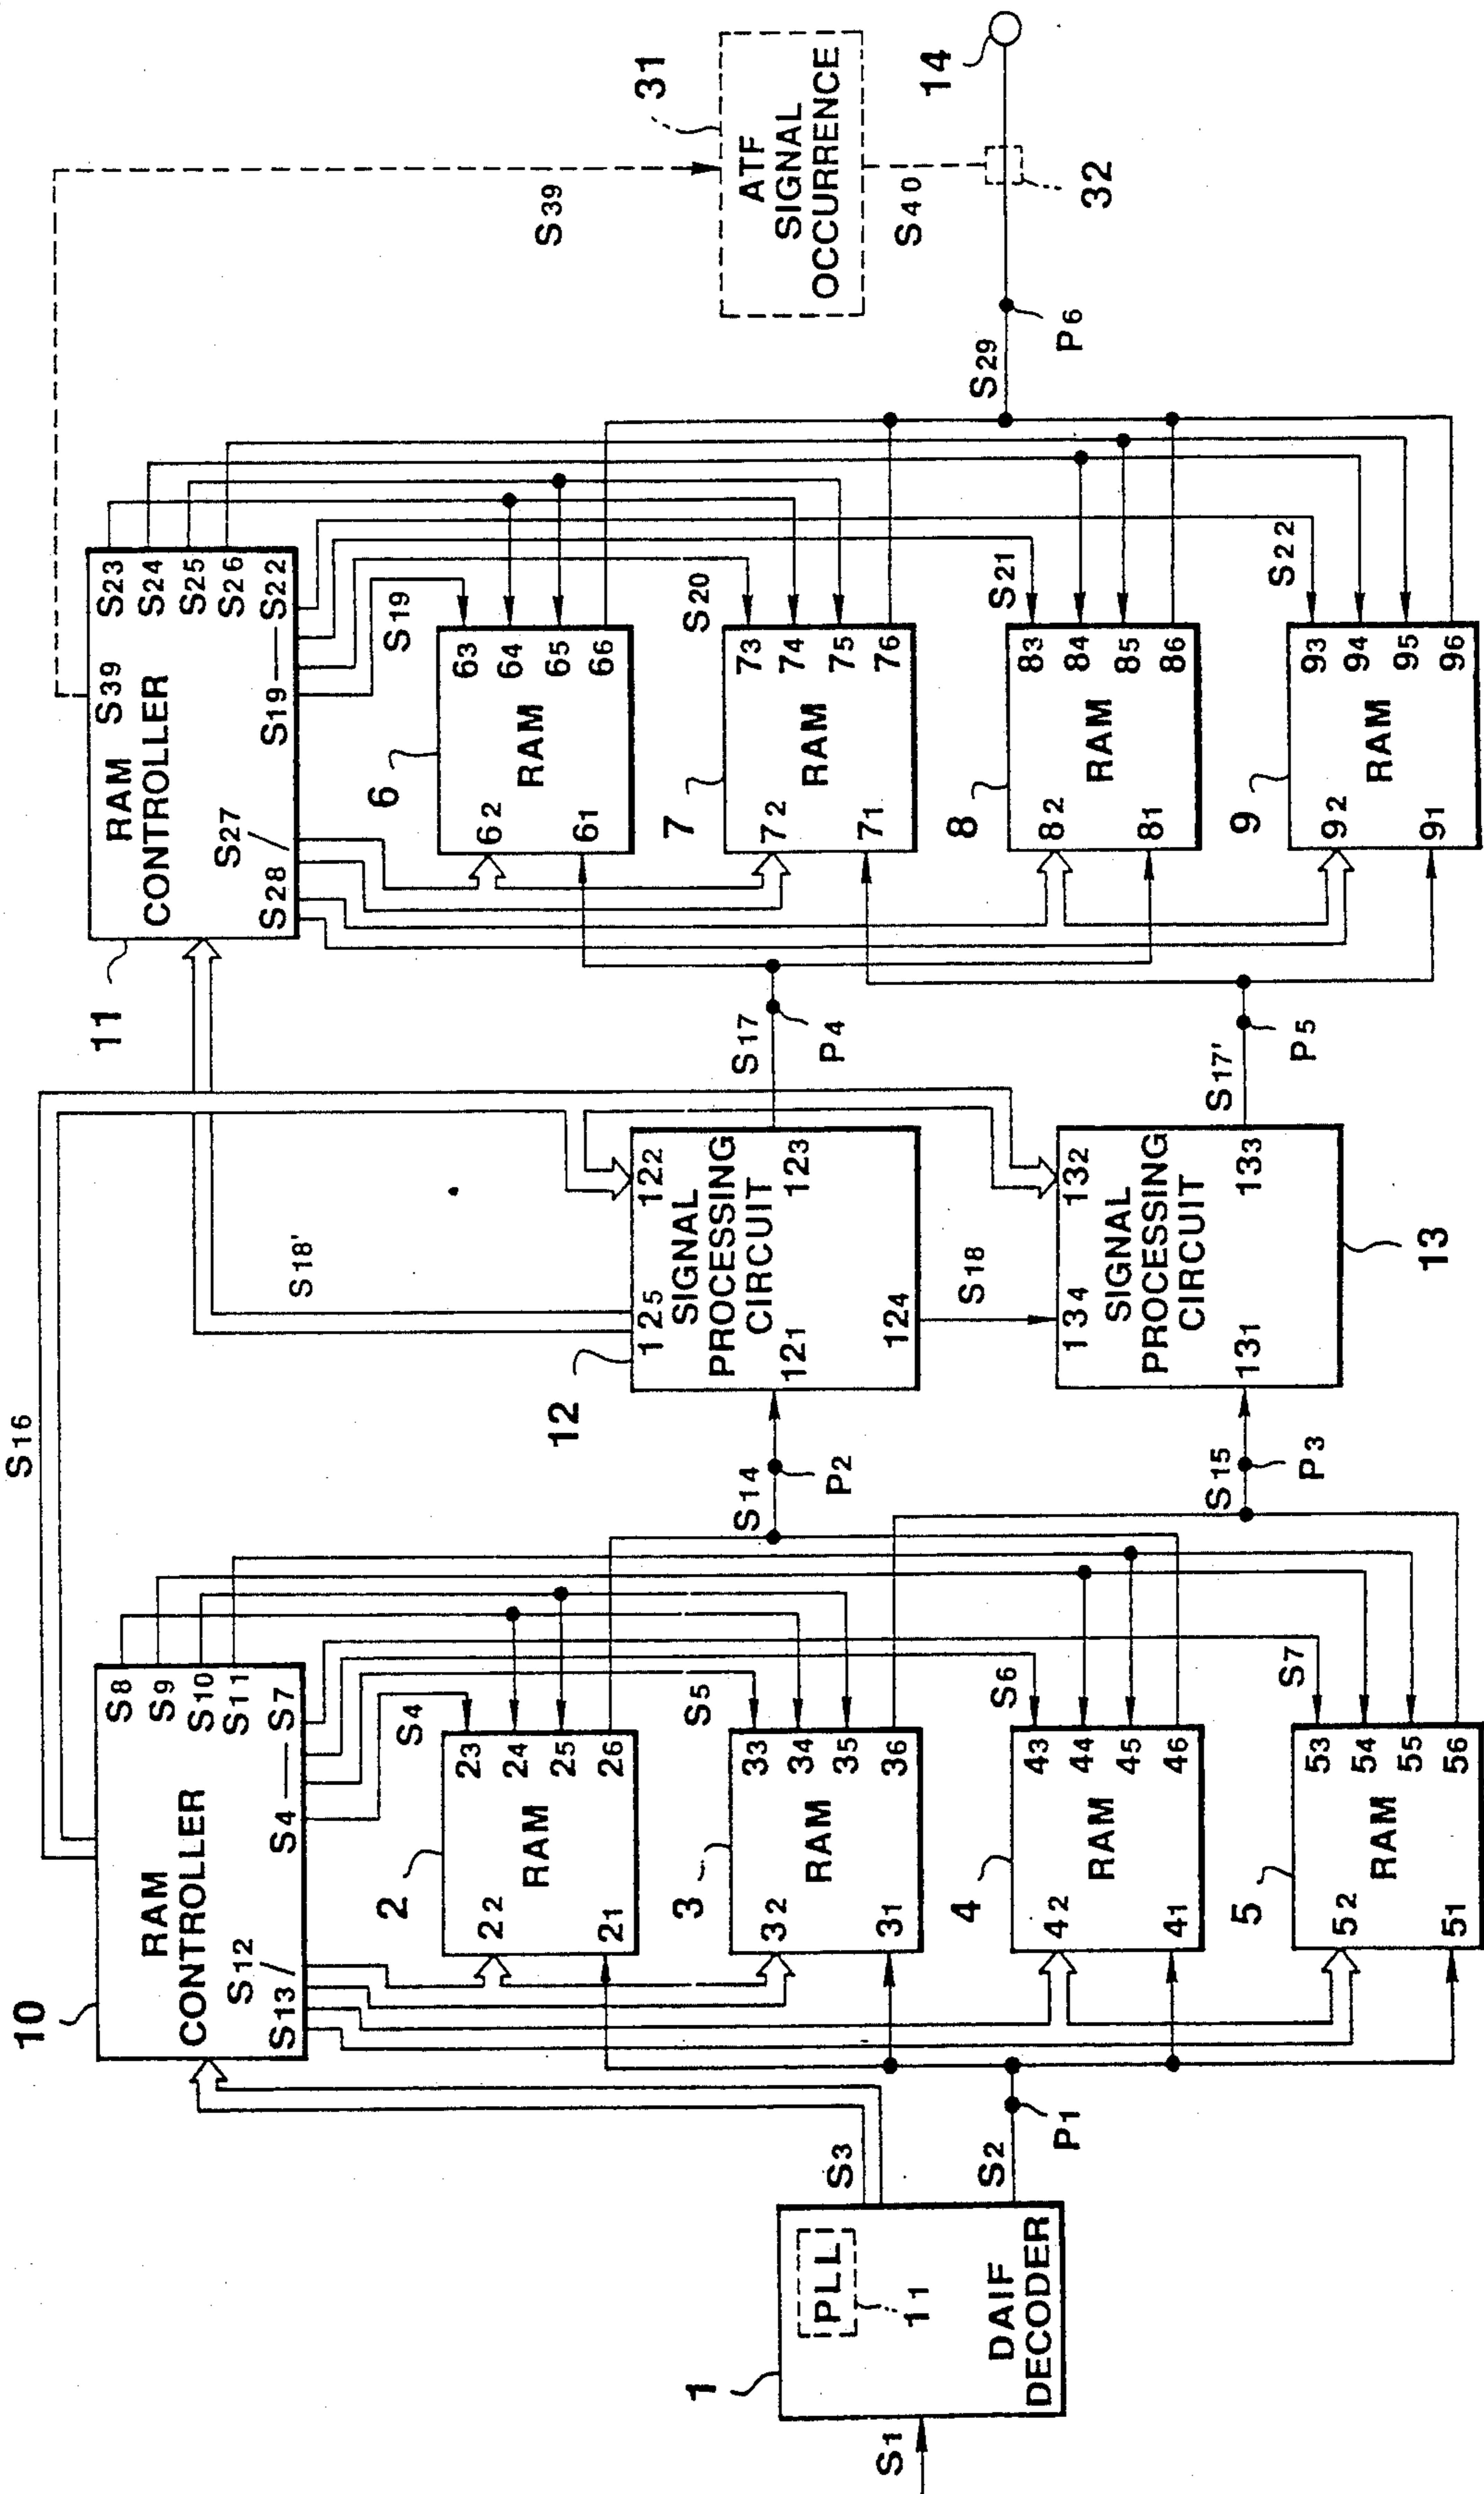 S1
1
PLL
11
DAIF
DECODER
S3
S2
P1
10
RAM
CONTROLLER
S8
S9
S10
S11
S4 — S7
S12
S13
S16
2
22
21
RAM
23
24
25
26
S4
3
32
31
RAM
33
34
35
36
S5
4
42
41
RAM
43
44
45
46
S6
5
52
51
RAM
53
54
55
56
S7
S14
P2
S15
P3
12
125
122
SIGNAL
PROCESSING
CIRCUIT
121
123
124
S18'
S18
134
132
SIGNAL
PROCESSING
CIRCUIT
131
133
13
S17
P4
S17'
P5
11
RAM
CONTROLLER
S39
S23
S24
S25
S26
S19 — S22
S27
S28
6
62
61
RAM
63
64
65
66
S19
7
72
71
RAM
73
74
75
76
S20
8
82
81
RAM
83
84
85
86
S21
9
92
91
RAM
93
94
95
96
S22
S29
P6
S39
31
ATF
SIGNAL
OCCURRENCE
S40
32
14